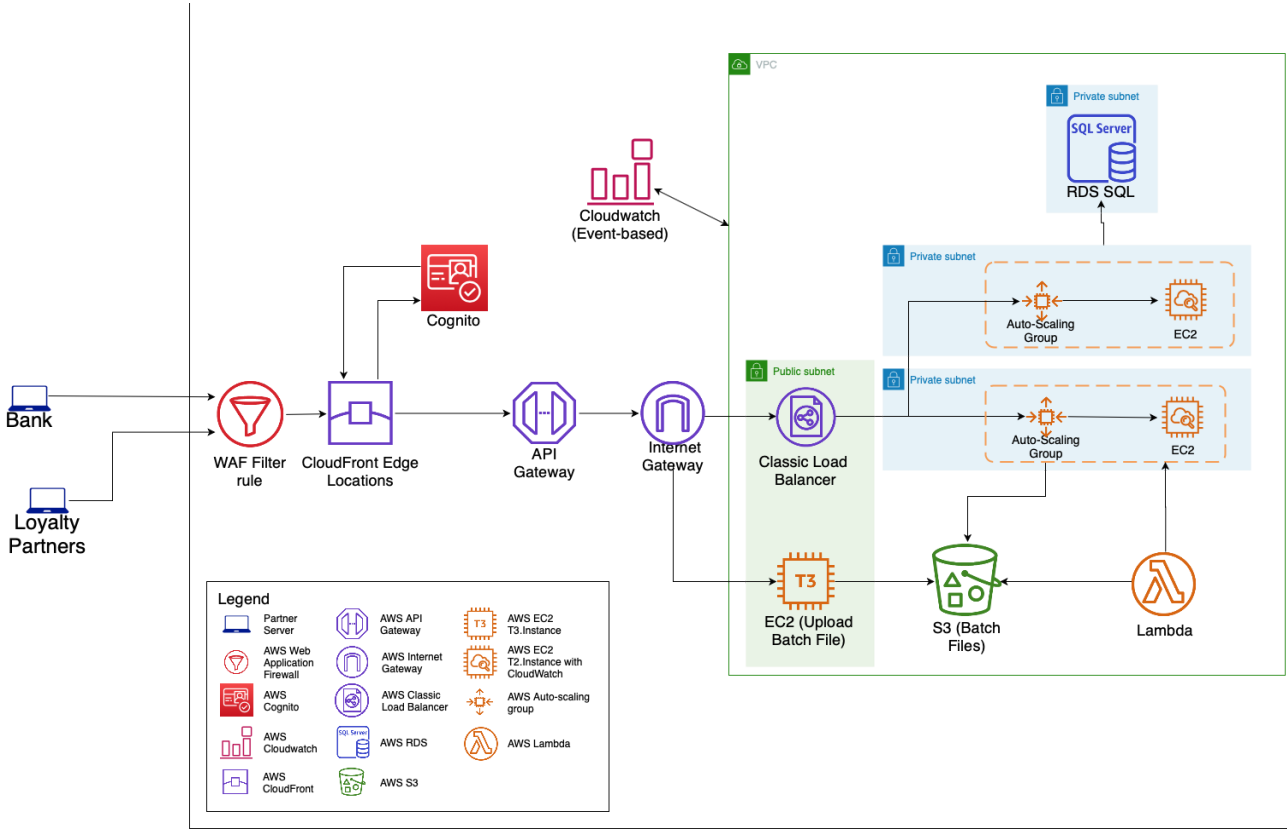 VPC
Private subnet
SQL Server
RDS SQL
Cloudwatch
(Event-based)
Private subnet
Auto-Scaling
Group
EC2
Cognito
Public subnet
Private subnet
Bank
WAF Filter
rule
CloudFront Edge
Locations
API
Gateway
Internet
Gateway
Classic Load
Balancer
Auto-Scaling
Group
EC2
Loyalty
Partners
T3
EC2 (Upload
Batch File)
S3 (Batch
Files)
Lambda
Legend
Partner
Server
AWS API
Gateway
T3
AWS EC2
T3.Instance
AWS Web
Application
Firewall
AWS Internet
Gateway
AWS EC2
T2.Instance with
CloudWatch
AWS
Cognito
AWS Classic
Load Balancer
AWS Auto-scaling
group
AWS
Cloudwatch
SQL Server
AWS RDS
AWS Lambda
AWS
CloudFront
AWS S3